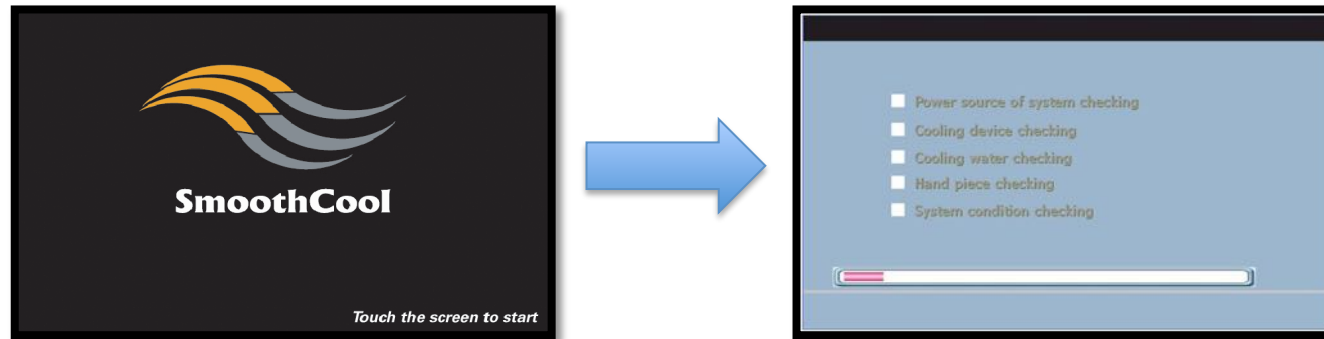 SmoothCool
Touch the screen to start
Power source of system checking
Cooling device checking
Cooling water checking
Hand piece checking
System condition checking